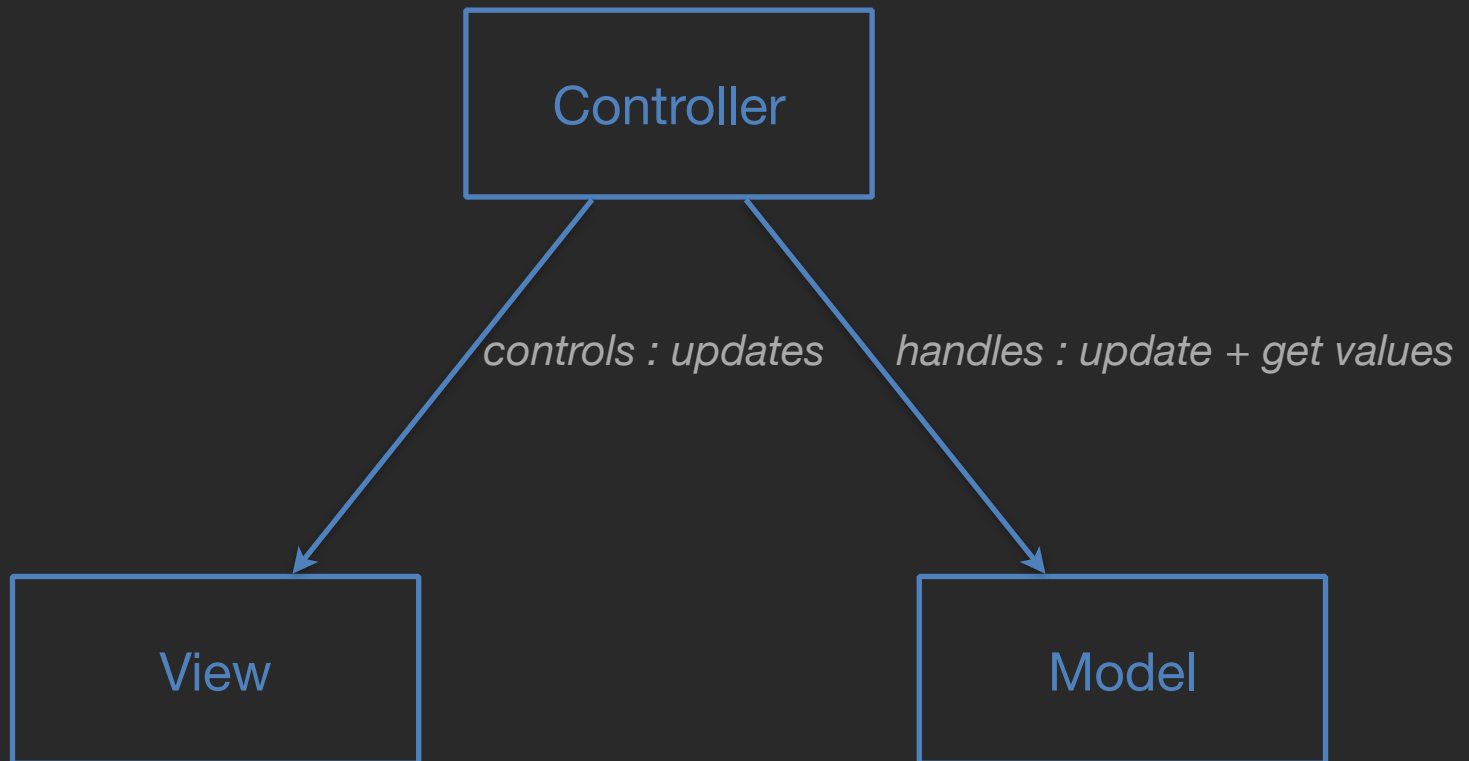 Controller
controls : updates
handles : update + get values
View
Model